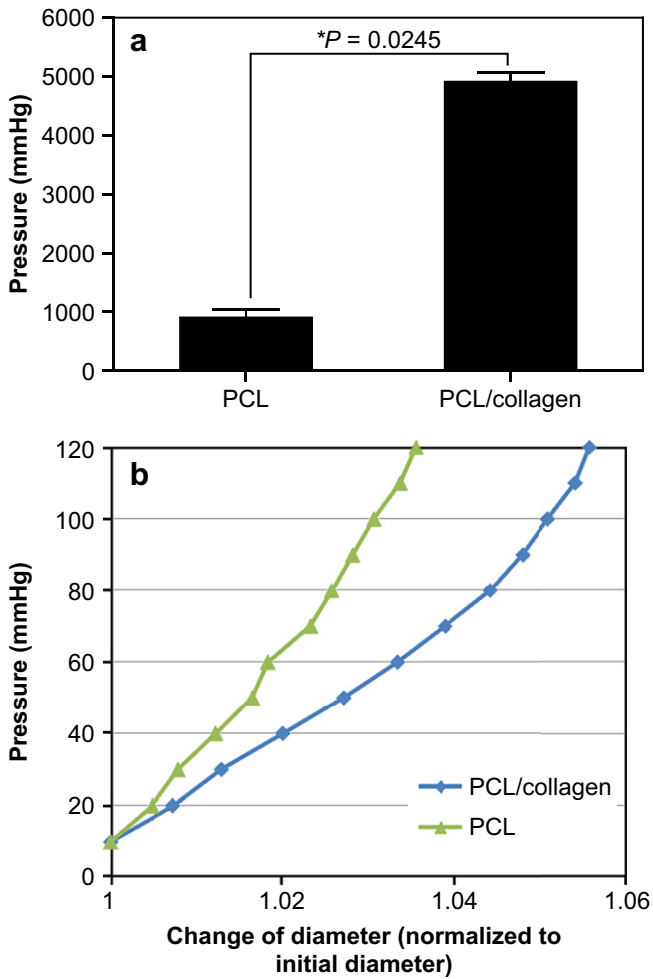 a
*P = 0.0245
Pressure (mmHg)
6000
5000
4000
3000
2000
1000
0
PCL
PCL/collagen
b
Pressure (mmHg)
120
100
80
60
40
20
0
PCL/collagen
PCL
1
1.02
1.04
1.06
Change of diameter (normalized to
initial diameter)